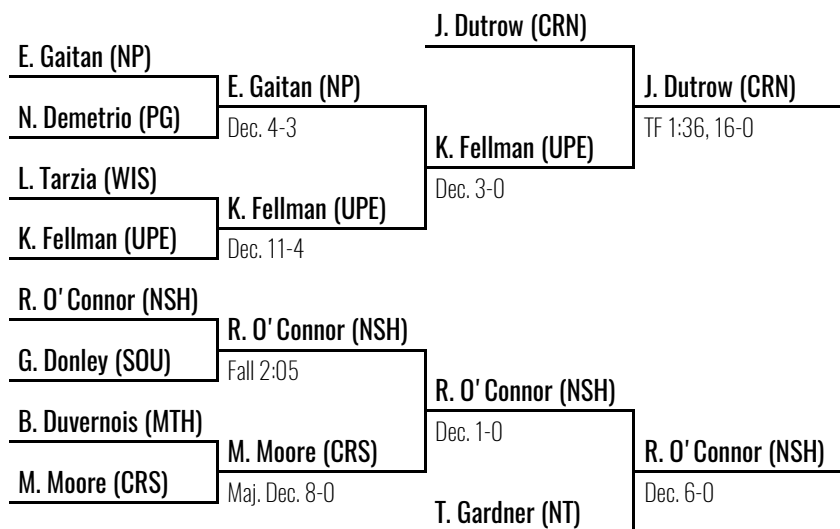 J. Dutrow (CRN)
E. Gaitan (NP)
E. Gaitan (NP)
J. Dutrow (CRN)
N. Demetrio (PG)
Dec. 4-3
TF 1:36, 16-0
K. Fellman (UPE)
L. Tarzia (WIS)
Dec. 3-0
K. Fellman (UPE)
K. Fellman (UPE)
Dec. 11-4
R. O'Connor (NSH)
R. O'Connor (NSH)
G. Donley (SOU)
Fall 2:05
R. O'Connor (NSH)
B. Duvernois (MTH)
Dec. 1-0
M. Moore (CRS)
R. O'Connor (NSH)
M. Moore (CRS)
Maj. Dec. 8-0
Dec. 6-0
T. Gardner (NT)